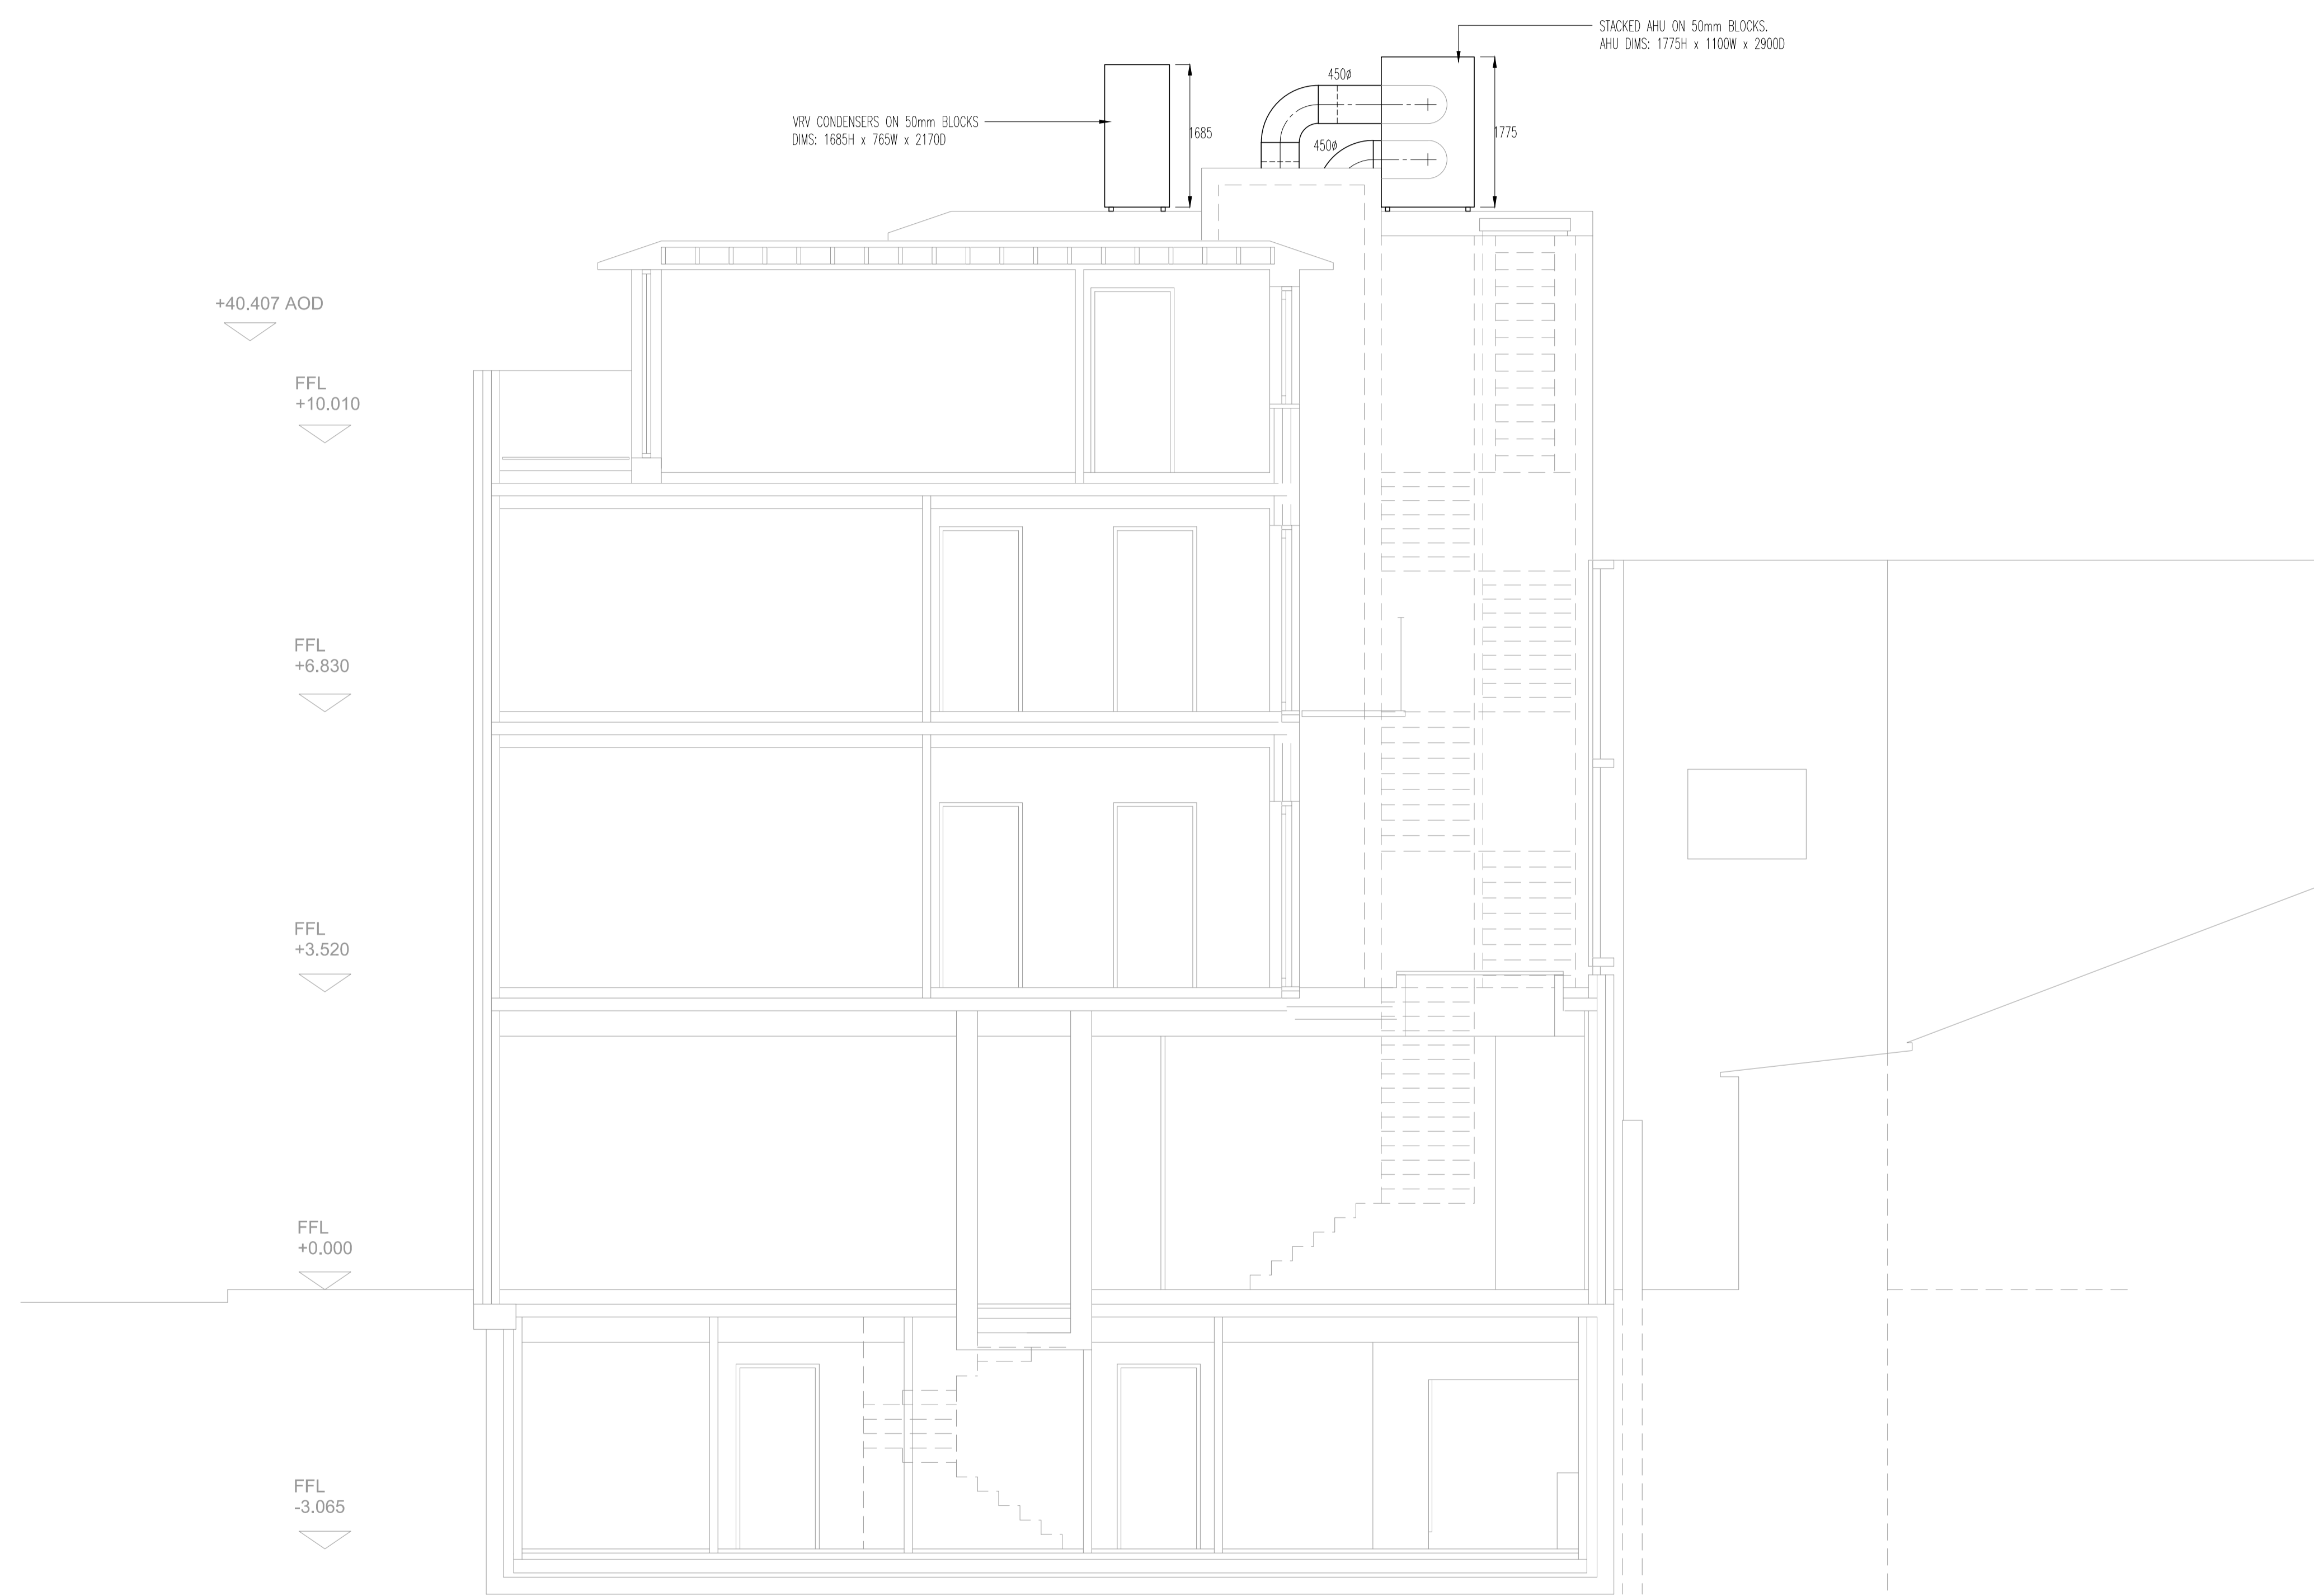 STACKED AHU ON 50mm BLOCKS.
AHU DIMS: 1775H x 1100W x 2900D
450ø
VRV CONDENSERS ON 50mm BLOCKS
DIMS: 1685H x 765W x 2170D
1685
1775
450ø
+40.407 AOD
FFL
+10.010
FFL
+6.830
FFL
+3.520
FFL
+0.000
FFL
-3.065